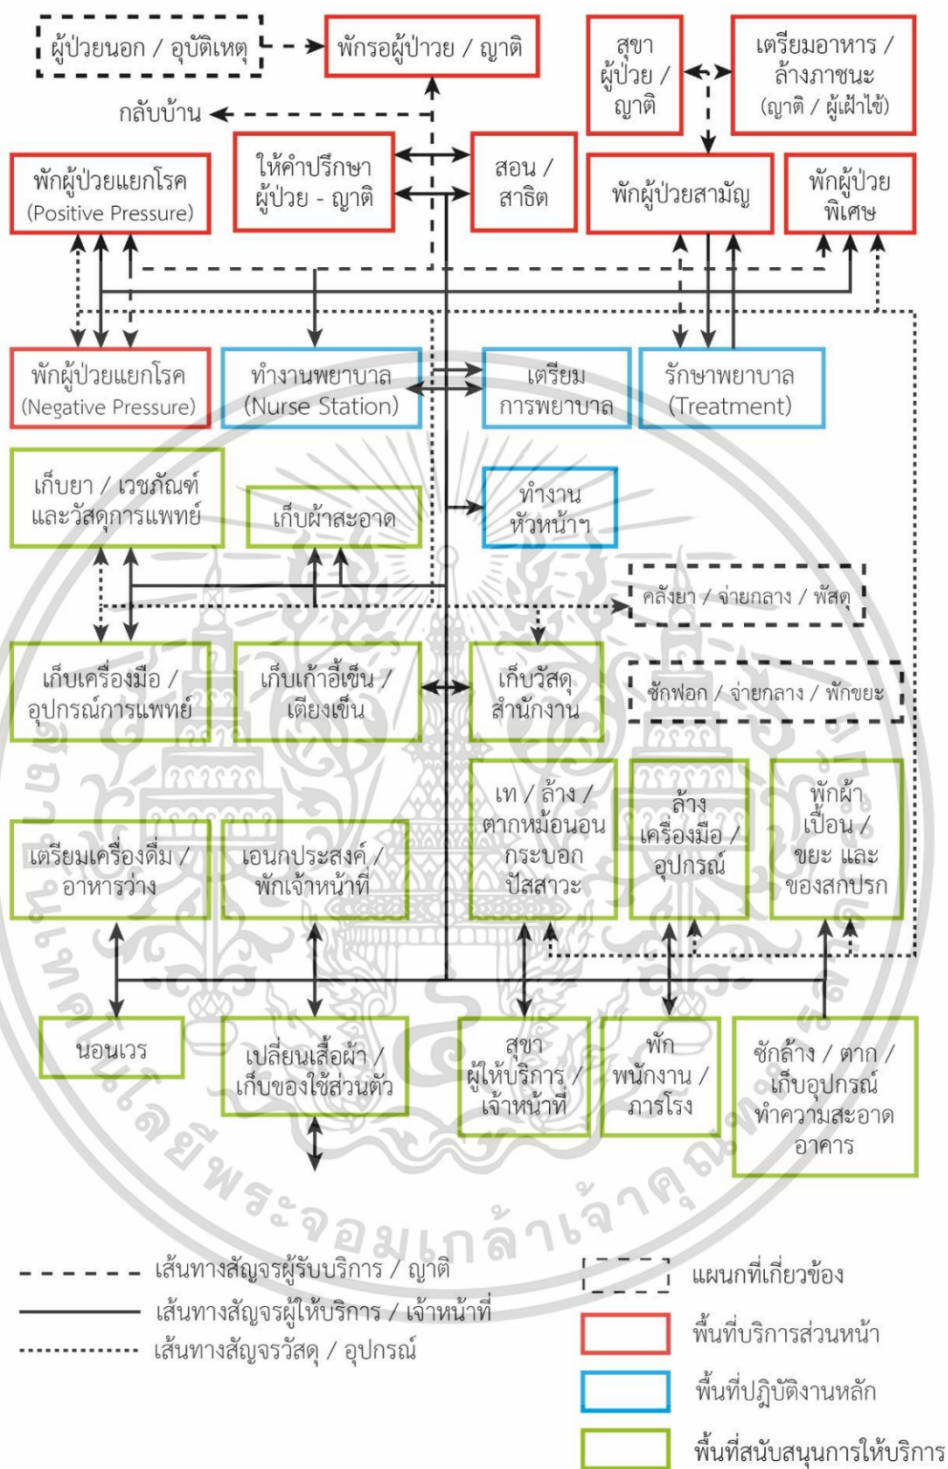 ผู้ป่วยนอก / อุบัติเหตุ
พักรอผู้ปาวย / ญาติ
สุขา
ผู้ป่วย /
ญาติ
เตรียมอาหาร /
ล้างภาชนะ
(ญาติ / ผู้เฝ้าไข้)
กลับบ้าน
พักผู้ป่วยแยกโรค
(Positive Pressure)
ให้คำปรึกษา
ผู้ป่วย - ญาติ
สอน /
สาธิต
พักผู้ป่วยสามัญ
พักผู้ป่วย
พิเศษ
พักผู้ป่วยแยกโรค
(Negative Pressure)
ทำงานพยาบาล
(Nurse Station)
เตรียม
การพยาบาล
รักษาพยาบาล
(Treatment)
เก็บยา / เวชภัณฑ์
และวัสดุการแพทย์
เก็บผ้าสะอาด
ทำงาน
หัวหน้าฯ
คลังยา / จ่ายกลาง / พัสดุ
เก็บเครื่องมือ /
อุปกรณ์การแพทย์
เก็บเก้าอี้เข็น /
เตียงเข็น
เก็บวัสดุ
สำนักงาน
ซักฟอก / จ่ายกลาง / พักขยะ
เตรียมเครื่องดื่ม /
อาหารว่าง
เอนกประสงค์ /
พักเจ้าหน้าที่
เท / ล้าง /
ตากหม้อนอน
กระบอก
ปัสสาวะ
ล้าง
เครื่องมือ /
อุปกรณ์
พักผ้า
เปื้อน /
ขยะ และ
ของสกปรก
นอนเวร
เปลี่ยนเสื้อผ้า /
เก็บของใช้ส่วนตัว
สุขา
ผู้ให้บริการ /
เจ้าหน้าที่
พัก
พนักงาน /
ภารโรง
ซักล้าง / ตาก /
เก็บอุปกรณ์
ทำความสะอาด
อาคาร
เส้นทางสัญจรผู้รับบริการ / ญาติ
เส้นทางสัญจรผู้ให้บริการ / เจ้าหน้าที่
เส้นทางสัญจรวัสดุ / อุปกรณ์
แผนกที่เกี่ยวข้อง
พื้นที่บริการส่วนหน้า
พื้นที่ปฏิบัติงานหลัก
พื้นที่สนับสนุนการให้บริการ